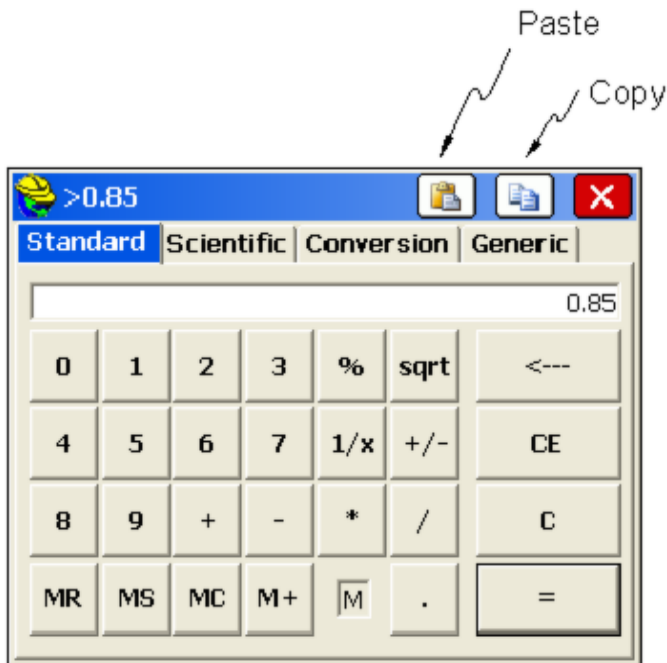 Paste
Copy
>0.85
Standard Scientific Conversion Generic
0.85
0 1 2 3 % sqrt <---
4 5 6 7 1/x +/- CE
8 9 + - * / C
MR MS MC M+ M . =